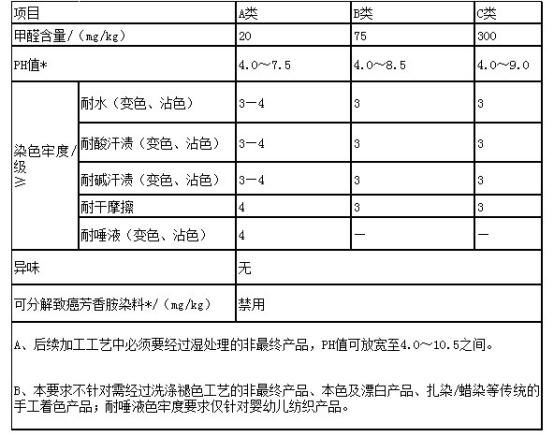 项目 A类 B类 C类
甲醛含量/（mg/kg） 20 75 300
PH值* 4.0～7.5 4.0～8.5 4.0～9.0
染色牢度/级≥
耐水（变色、沾色） 3—4 3 3
耐酸汗渍（变色、沾色） 3—4 3 3
耐碱汗渍（变色、沾色） 3—4 3 3
耐干摩擦 4 3 3
耐唾液（变色、沾色） 4 — —
异味 无
可分解致癌芳香胺染料*/（mg/kg） 禁用
A、后续加工工艺中必须要经过湿处理的非最终产品，PH值可放宽至4.0～10.5之间。
B、本要求不针对需经过洗涤褪色工艺的非最终产品、本色及漂白产品、扎染/蜡染等传统的
手工着色产品；耐唾液色牢度要求仅针对婴幼儿纺织产品。